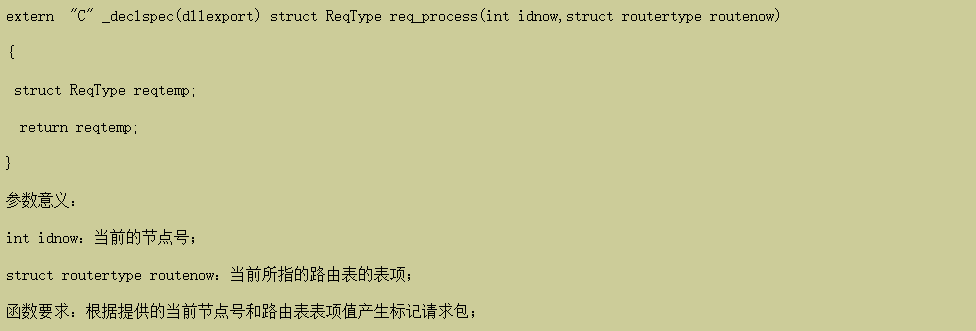 extern "C" _declspec(dllexport) struct ReqType req_process(int idnow,struct routertype routenow)
{
struct ReqType reqtemp;
return reqtemp;
}
参数意义：
int idnow：当前的节点号；
struct routertype routenow：当前所指的路由表的表项；
函数要求：根据提供的当前节点号和路由表表项值产生标记请求包；